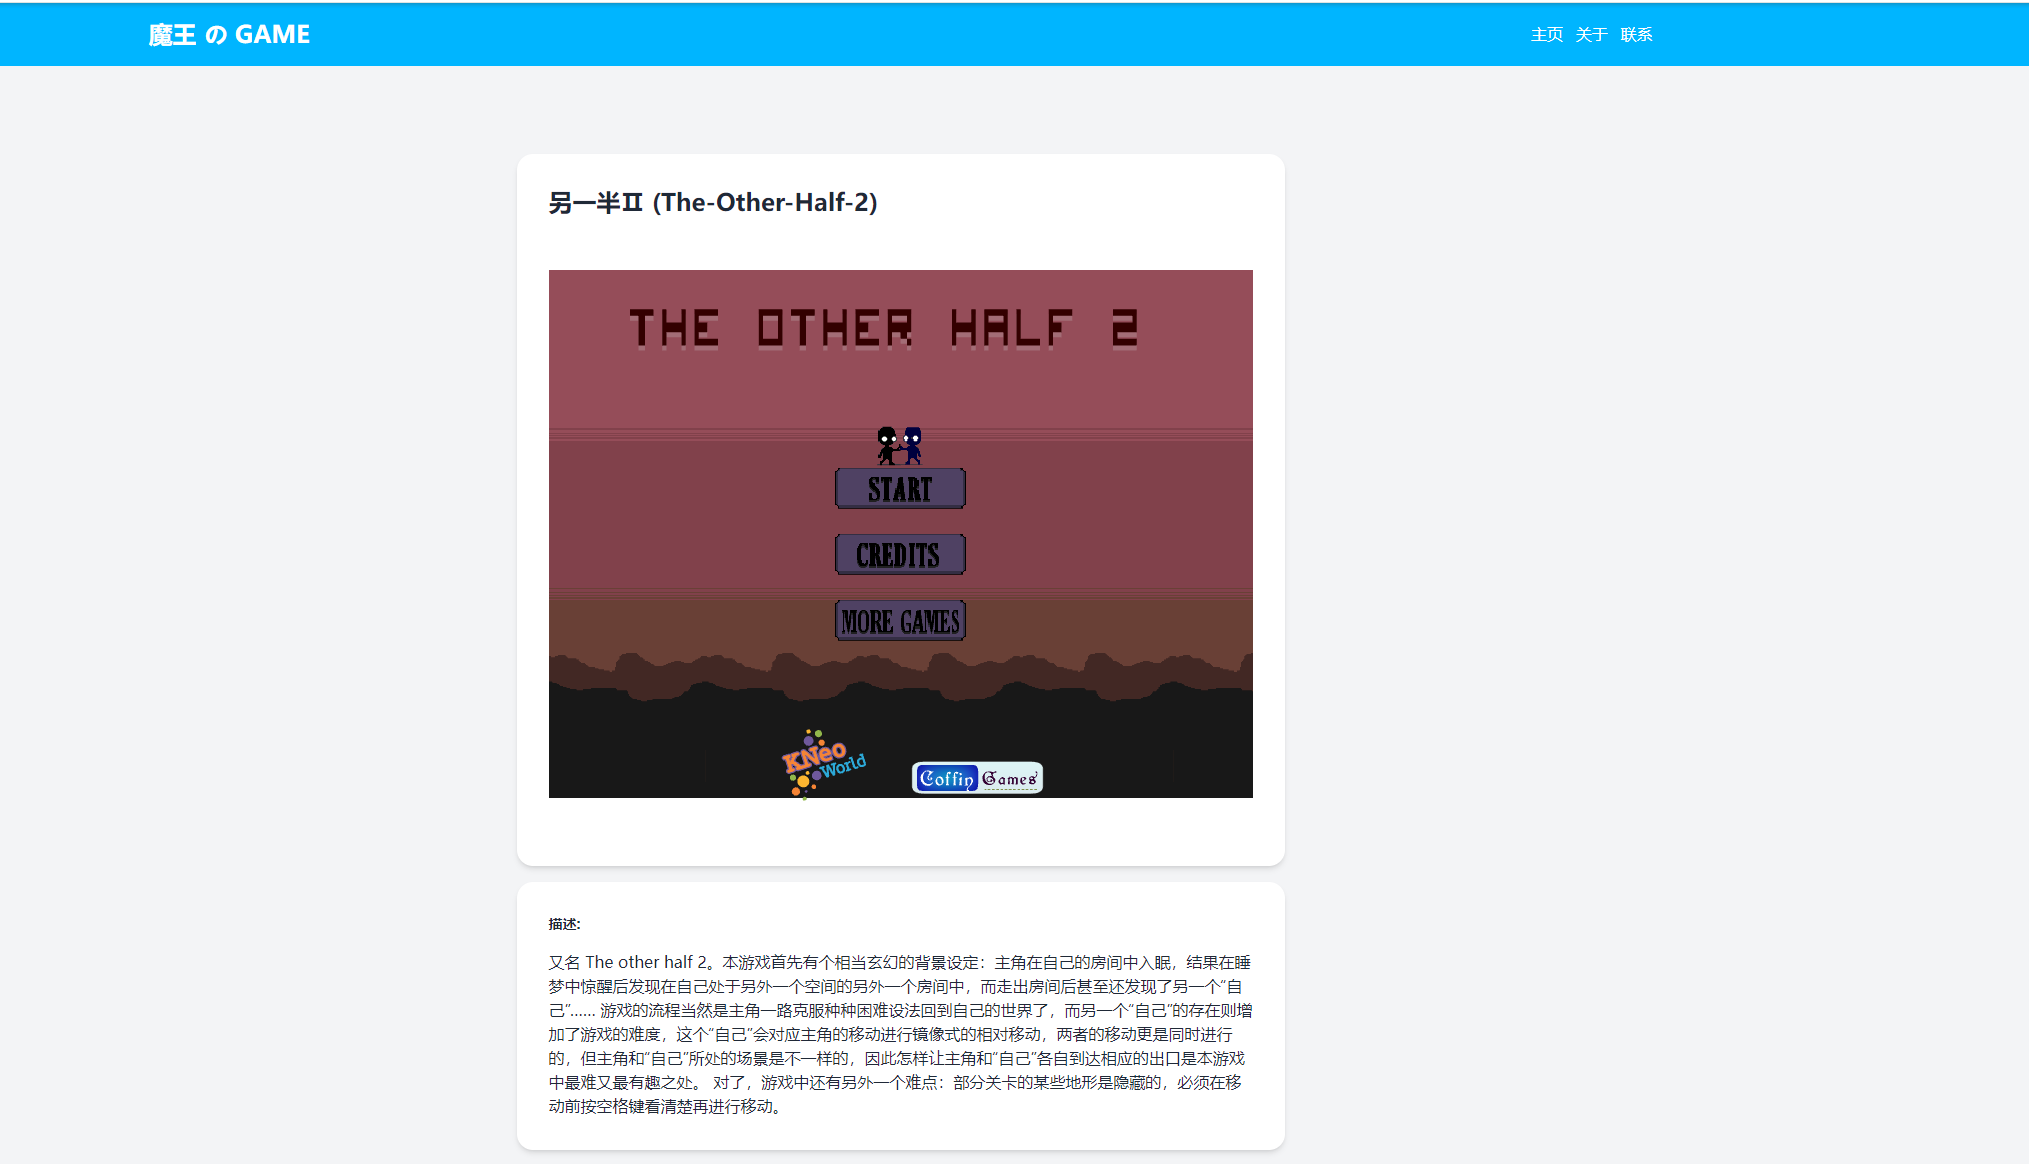 魔王 の GAME
主页 关于 联系
另一半Ⅱ (The-Other-Half-2)
THE OTHER HALF 2
START
CREDITS
MORE GAMES
KNeo
World
Coffin Games
描述:
又名 The other half 2。本游戏首先有个相当玄幻的背景设定：主角在自己的房间中入眠，结果在睡
梦中惊醒后发现在自己处于另外一个空间的另外一个房间中，而走出房间后甚至还发现了另一个“自
己”…… 游戏的流程当然是主角一路克服种种困难设法回到自己的世界了，而另一个“自己”的存在则增
加了游戏的难度，这个“自己”会对应主角的移动进行镜像式的相对移动，两者的移动更是同时进行
的，但主角和“自己”所处的场景是不一样的，因此怎样让主角和“自己”各自到达相应的出口是本游戏
中最难又最有趣之处。 对了，游戏中还有另外一个难点：部分关卡的某些地形是隐藏的，必须在移
动前按空格键看清楚再进行移动。